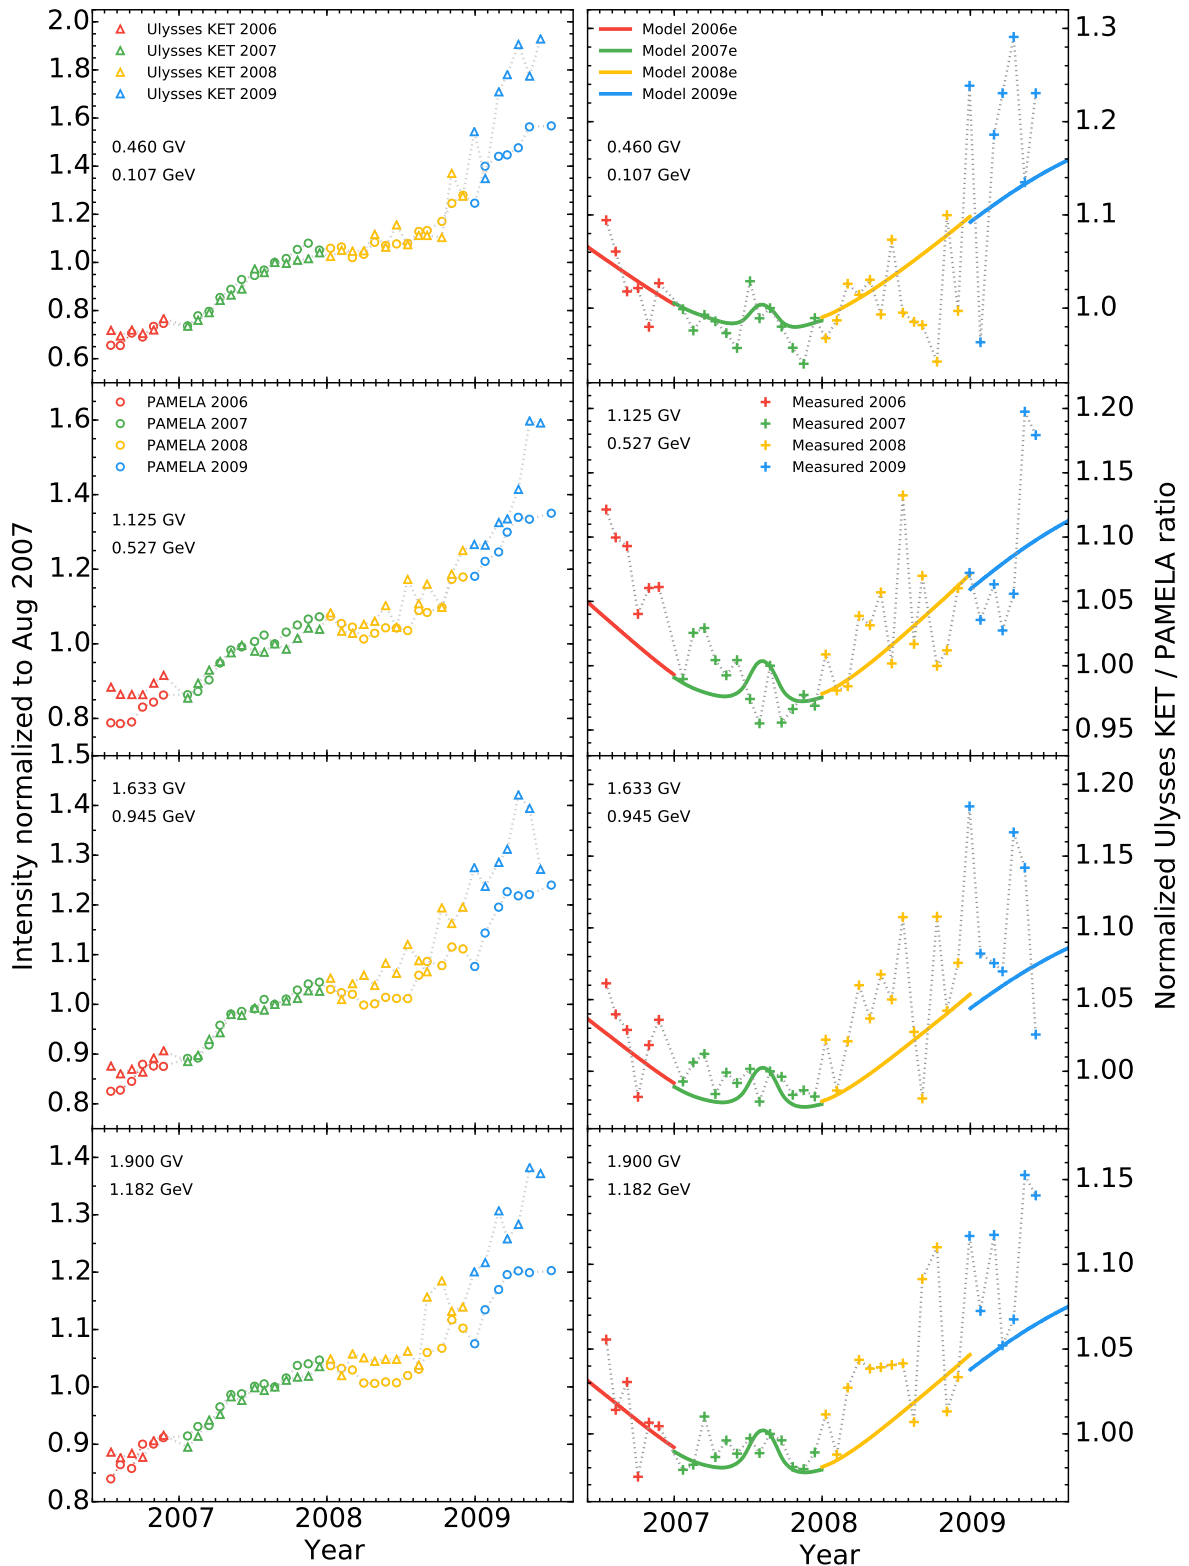 2.0
1.8
1.6
1.4
1.2
1.0
0.8
0.6
Ulysses KET 2006
Ulysses KET 2007
Ulysses KET 2008
Ulysses KET 2009
0.460 GV
0.107 GeV
Model 2006e
Model 2007e
Model 2008e
Model 2009e
0.460 GV
0.107 GeV
1.3
1.2
1.1
1.0
1.6
1.4
1.2
1.0
0.8
PAMELA 2006
PAMELA 2007
PAMELA 2008
PAMELA 2009
1.125 GV
0.527 GeV
1.125 GV
0.527 GeV
Measured 2006
Measured 2007
Measured 2008
Measured 2009
1.20
1.15
1.10
1.05
1.00
0.95
1.5
1.4
1.3
1.2
1.1
1.0
0.9
0.8
1.633 GV
0.945 GeV
1.633 GV
0.945 GeV
1.20
1.15
1.10
1.05
1.00
1.4
1.3
1.2
1.1
1.0
0.9
0.8
1.900 GV
1.182 GeV
1.900 GV
1.182 GeV
1.15
1.10
1.05
1.00
2007
2008
2009
2007
2008
2009
Year
Year
Intensity normalized to Aug 2007
Normalized Ulysses KET / PAMELA ratio